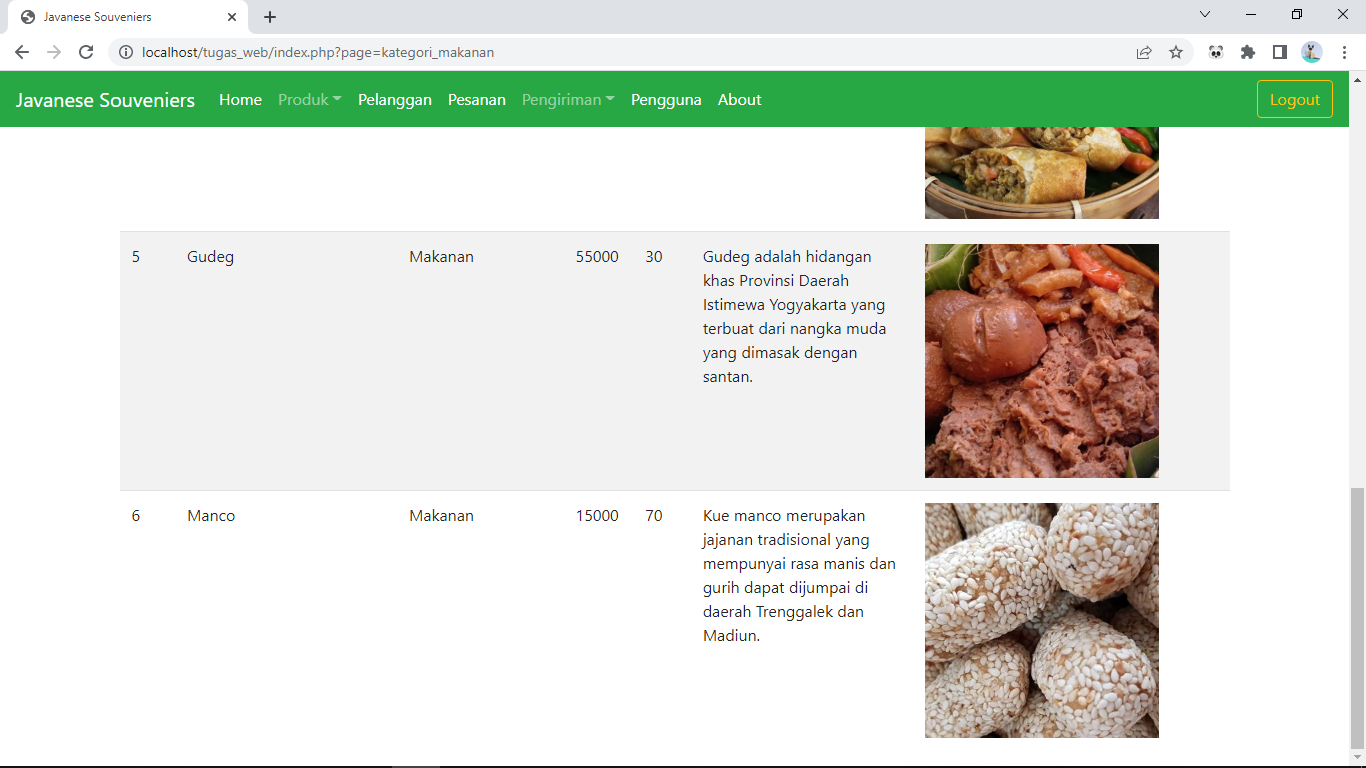 Javanese Souveniers
localhost/tugas_web/index.php?page=kategori_makanan
Javanese Souveniers Home Produk Pelanggan Pesanan Pengiriman Pengguna About Logout
5 Gudeg Makanan 55000 30 Gudeg adalah hidangan
khas Provinsi Daerah
Istimewa Yogyakarta yang
terbuat dari nangka muda
yang dimasak dengan
santan.
6 Manco Makanan 15000 70 Kue manco merupakan
jajanan tradisional yang
mempunyai rasa manis dan
gurih dapat dijumpai di
daerah Trenggalek dan
Madiun.